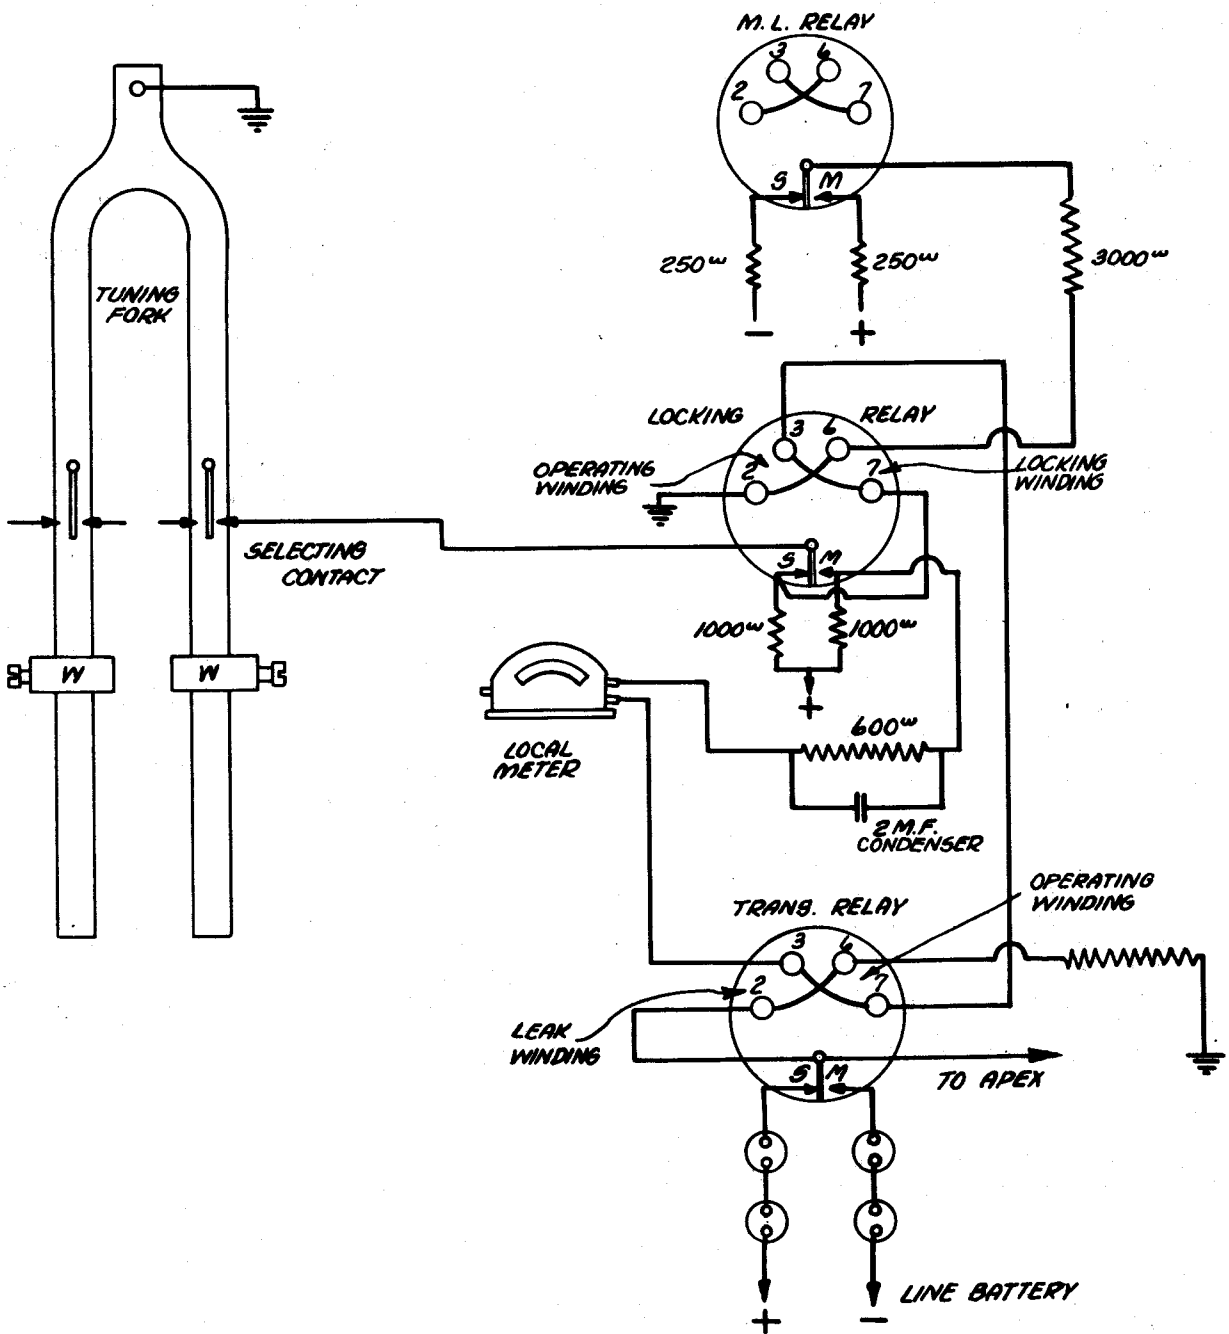 M.L. RELAY
3 6
2 7
S M
250ω 250ω
3000ω
− +
TUNING
FORK
LOCKING RELAY
3 6
OPERATING
WINDING
2 7
LOCKING
WINDING
S M
SELECTING
CONTACT
1000ω 1000ω
+
W W
LOCAL
METER
600ω
2 M.F.
CONDENSER
OPERATING
WINDING
TRANS. RELAY
3 6
2 7
LEAK
WINDING
S M
TO APEX
LINE BATTERY
+ −